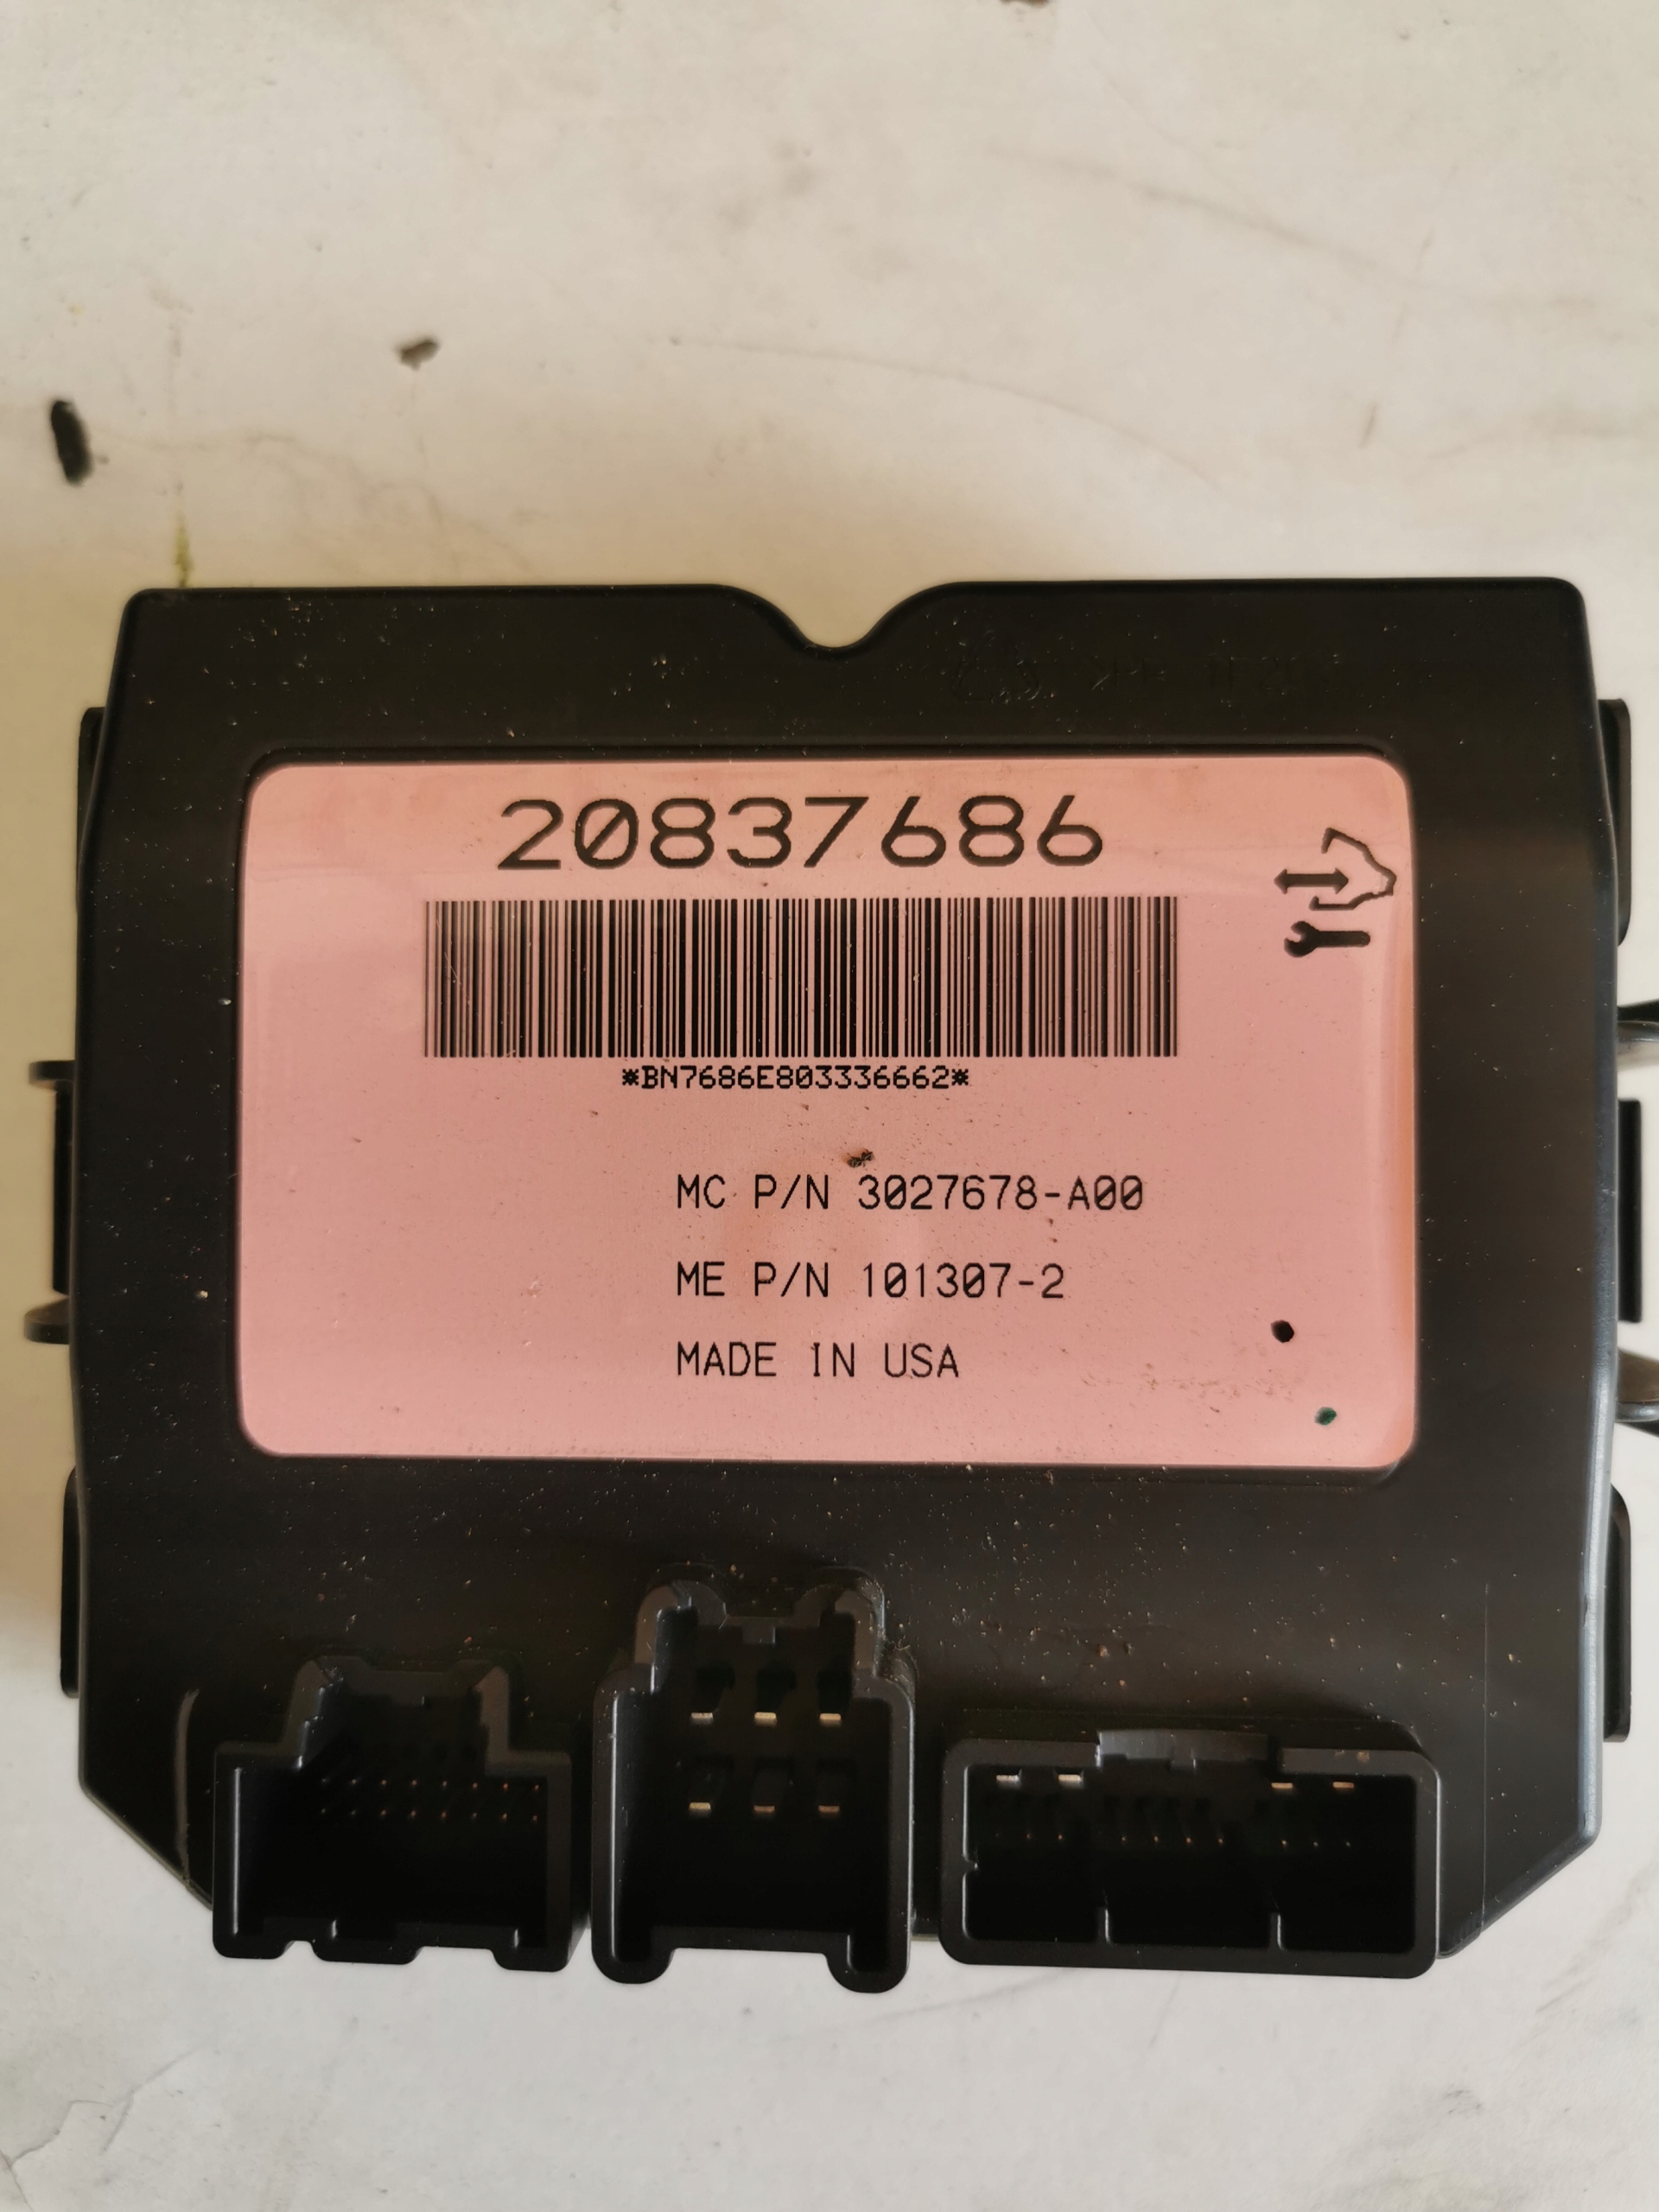 20837686
*BN7686E803336662*
MC P/N 3027678-A00
ME P/N 101307-2
MADE IN USA